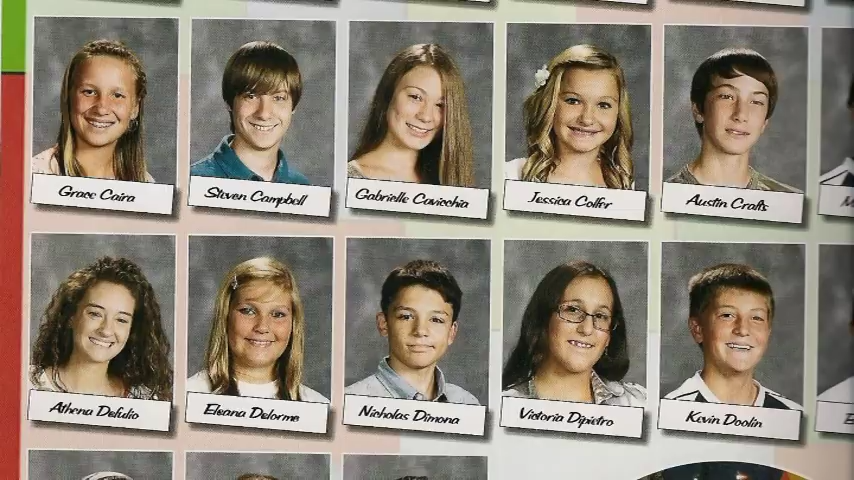 Grace Caira
Steven Campbell
Gabrielle Cavicchia
Jessica Colfer
Austin Crafts
Athena Defulio
Eleana Delorme
Nicholas Dimona
Victoria Dipietro
Kevin Doolin